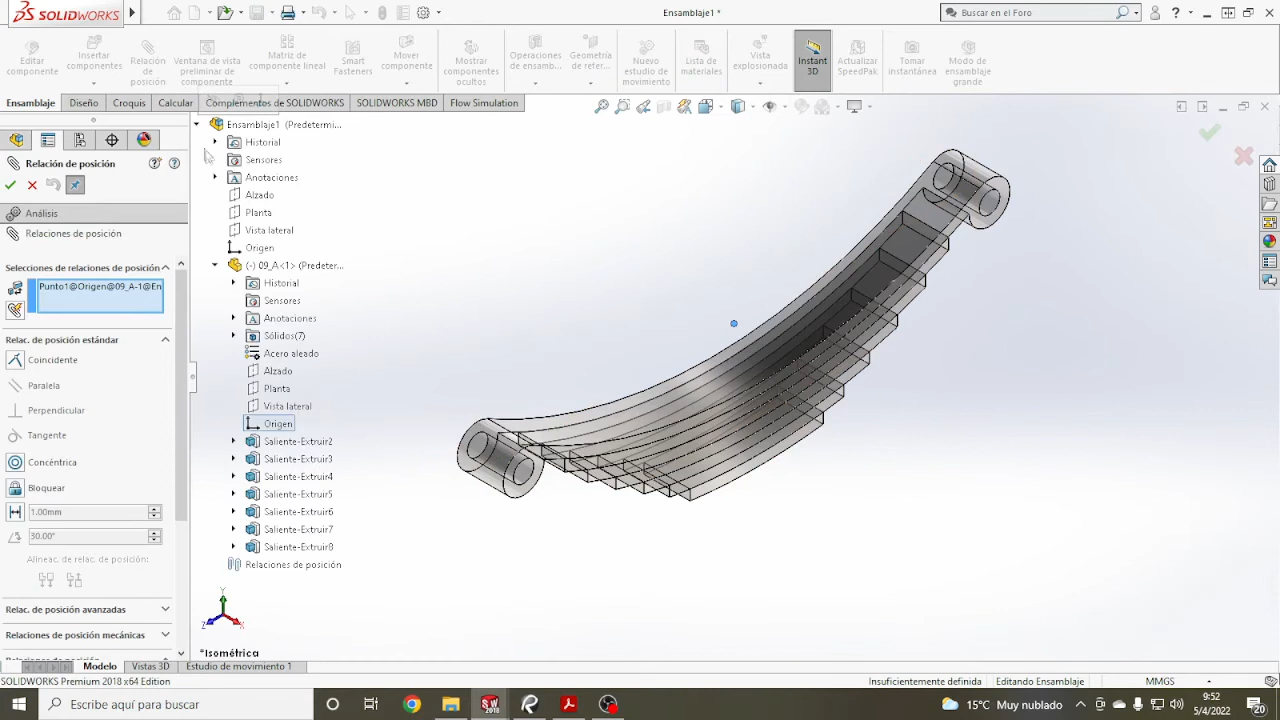 SOLIDWORKS
Ensamblaje1 *
Buscar en el Foro
Editar componente
Insertar componentes
Relación de posición
Ventana de vista preliminar de componente
Matriz de componente lineal
Smart Fasteners
Mover componente
Mostrar componentes ocultos
Operaciones de ensamb...
Geometría de refer...
Nuevo estudio de movimiento
Lista de materiales
Vista explosionada
Instant 3D
Actualizar SpeedPak
Tomar instantánea
Modo de ensamblaje grande
Ensamblaje
Diseño
Croquis
Calcular
Complementos de SOLIDWORKS
SOLIDWORKS MBD
Flow Simulation
Relación de posición
Análisis
Relaciones de posición
Selecciones de relaciones de posición
Punto1@Origen@09_A-1@En
Relac. de posición estándar
Coincidente
Paralela
Perpendicular
Tangente
Concéntrica
Bloquear
1.00mm
30.00°
Alineac. de relac. de posición:
Relac. de posición avanzadas
Relaciones de posición mecánicas
Ensamblaje1 (Predetermi...
Historial
Sensores
Anotaciones
Alzado
Planta
Vista lateral
Origen
(-) 09_A<1> (Predeter...
Historial
Sensores
Anotaciones
Sólidos(7)
Acero aleado
Alzado
Planta
Vista lateral
Origen
Saliente-Extruir2
Saliente-Extruir3
Saliente-Extruir4
Saliente-Extruir5
Saliente-Extruir6
Saliente-Extruir7
Saliente-Extruir8
Relaciones de posición
Y
Z
X
*Isométrica
Modelo
Vistas 3D
Estudio de movimiento 1
SOLIDWORKS Premium 2018 x64 Edition
Insuficientemente definida
Editando Ensamblaje
MMGS
Escribe aquí para buscar
SW
2018
15°C Muy nublado
9:52
5/4/2022
20